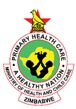 PRIMARY HEALTH CARE
A HEALTHY NATION
MINISTRY OF HEALTH AND CHILD CARE
ZIMBABWE